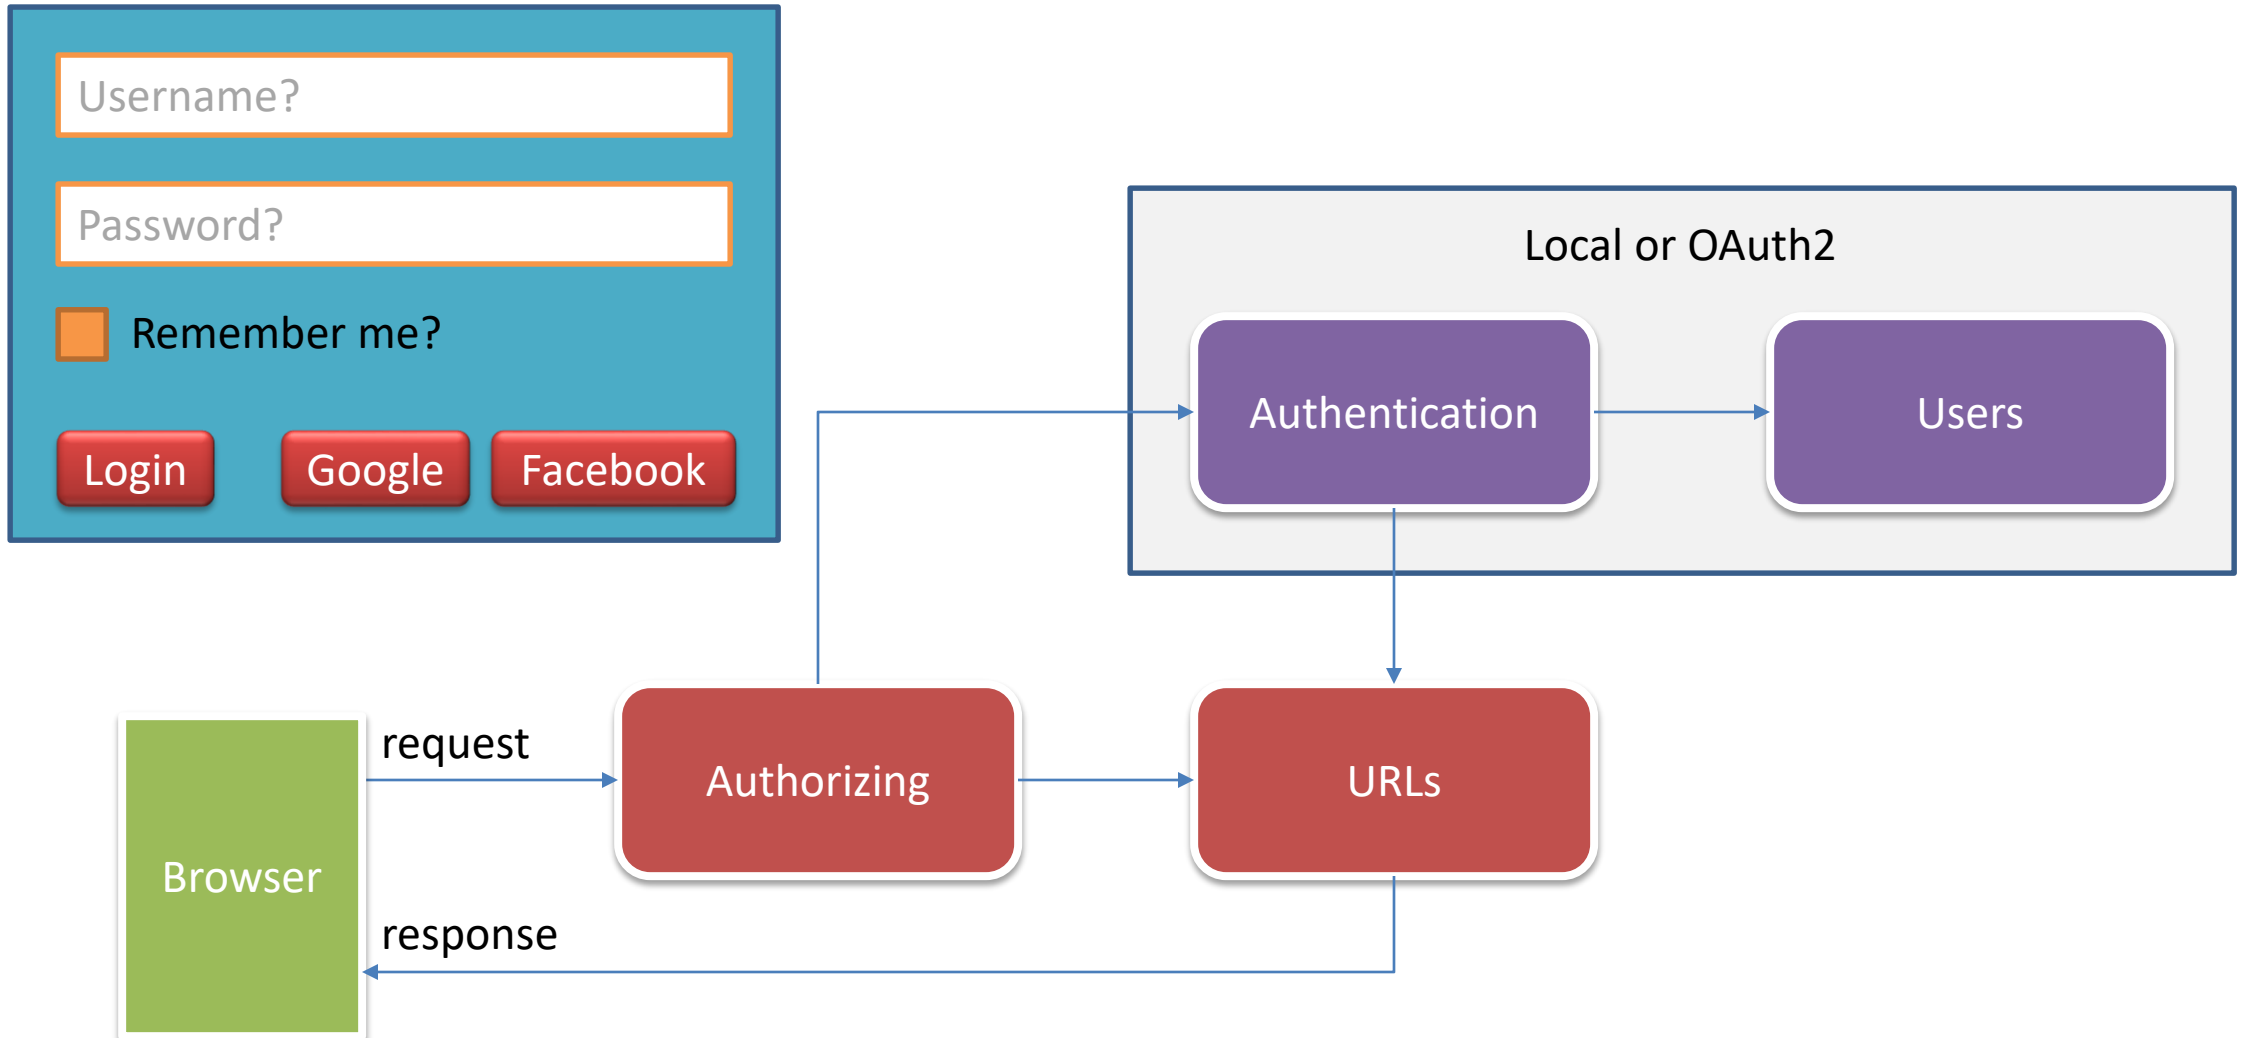 Username?
Password?
Remember me?
Login Google Facebook
Local or OAuth2
Authentication Users
request
Authorizing URLs
Browser
response